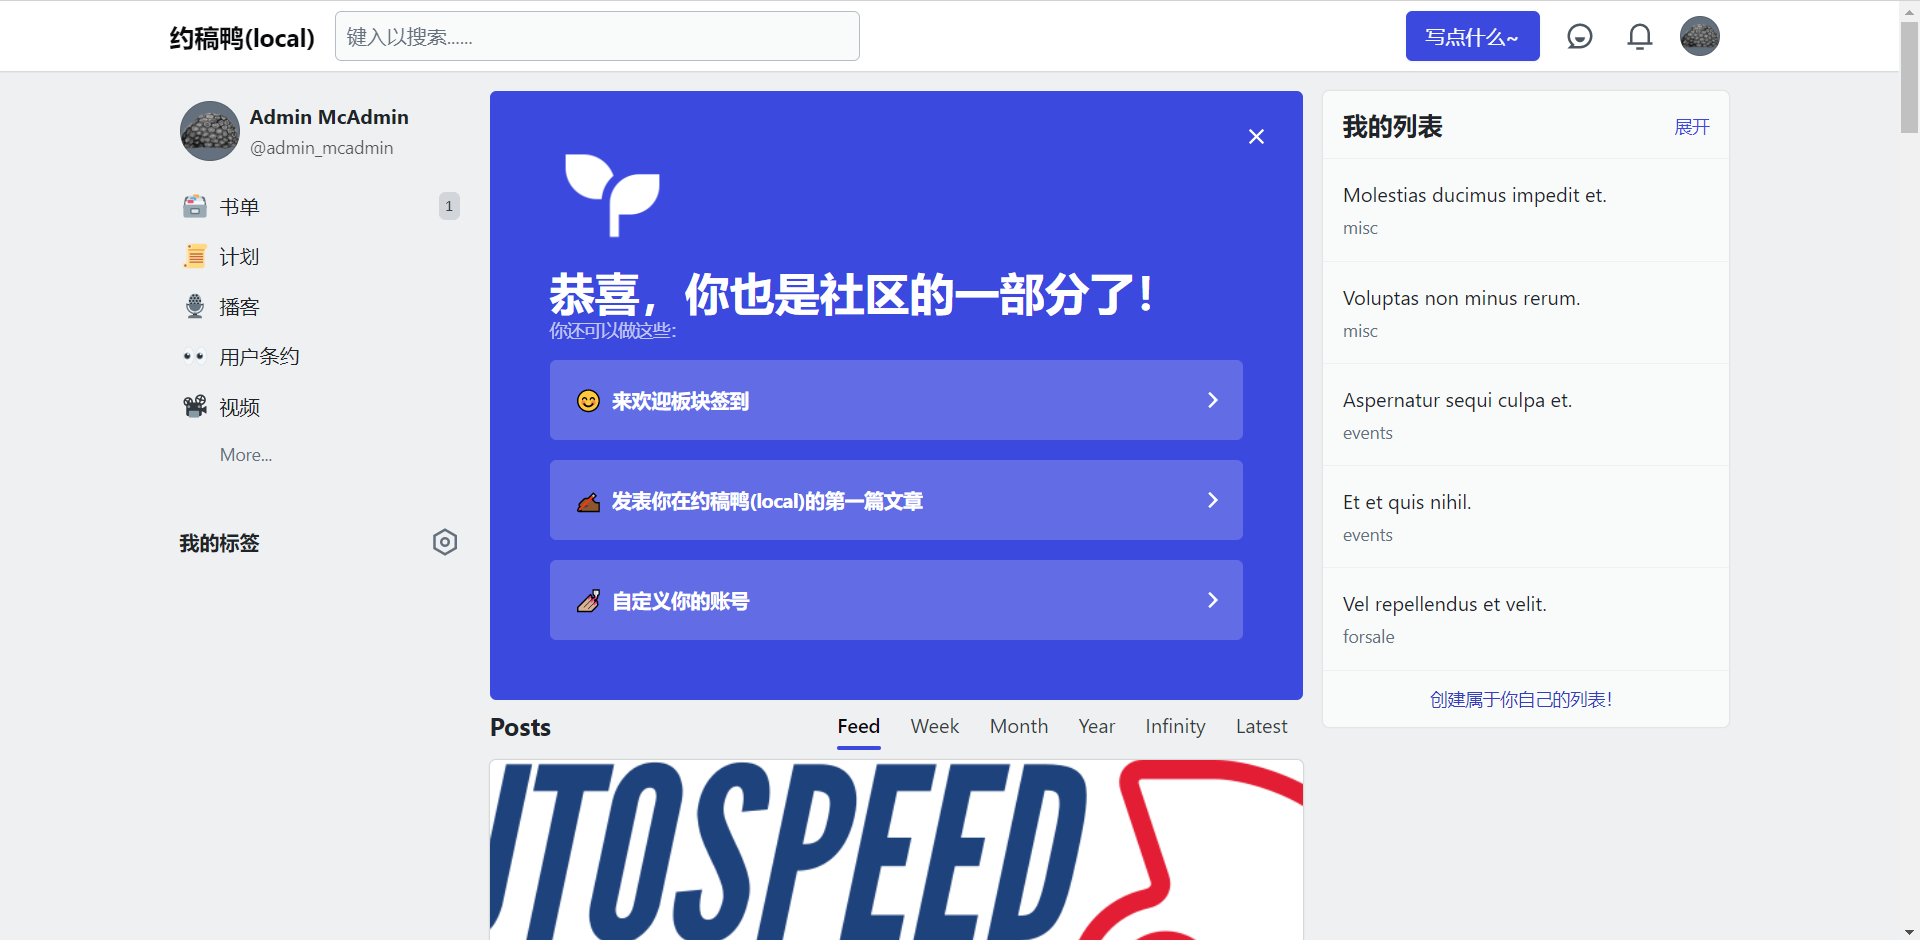 约稿鸭(local)
键入以搜索......
写点什么~
Admin McAdmin
@admin_mcadmin
书单
1
计划
播客
用户条约
视频
More...
我的标签
恭喜，你也是社区的一部分了！
你还可以做这些:
来欢迎板块签到
发表你在约稿鸭(local)的第一篇文章
自定义你的账号
Posts
Feed
Week
Month
Year
Infinity
Latest
UTOSPEED
我的列表
展开
Molestias ducimus impedit et.
misc
Voluptas non minus rerum.
misc
Aspernatur sequi culpa et.
events
Et et quis nihil.
events
Vel repellendus et velit.
forsale
创建属于你自己的列表！